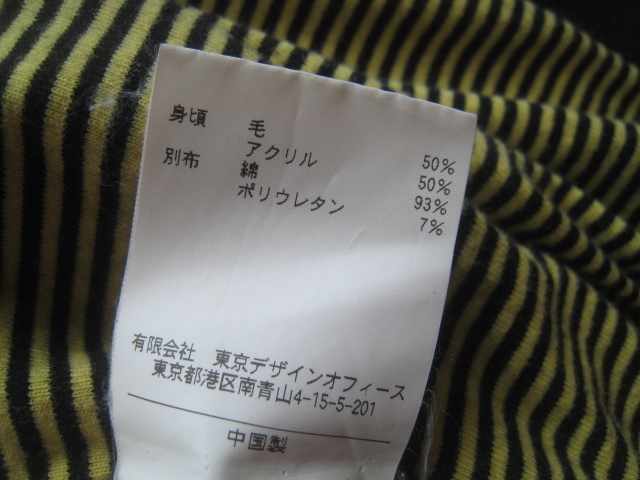 身頃 毛 50%
アクリル 50%
別布 綿 93%
ポリウレタン 7%
有限会社 東京デザインオフィース
東京都港区南青山4-15-5-201
中国製